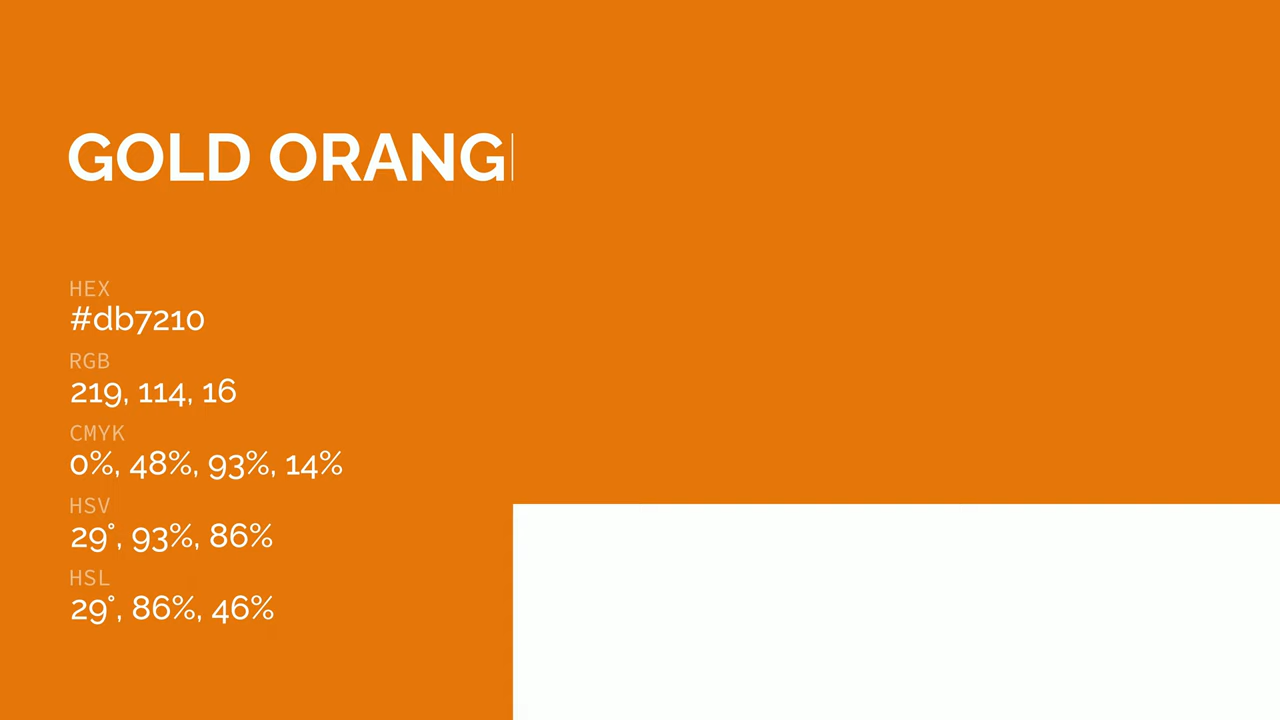 GOLD ORANG
HEX
#db7210
RGB
219, 114, 16
CMYK
0%, 48%, 93%, 14%
HSV
29°, 93%, 86%
HSL
29°, 86%, 46%